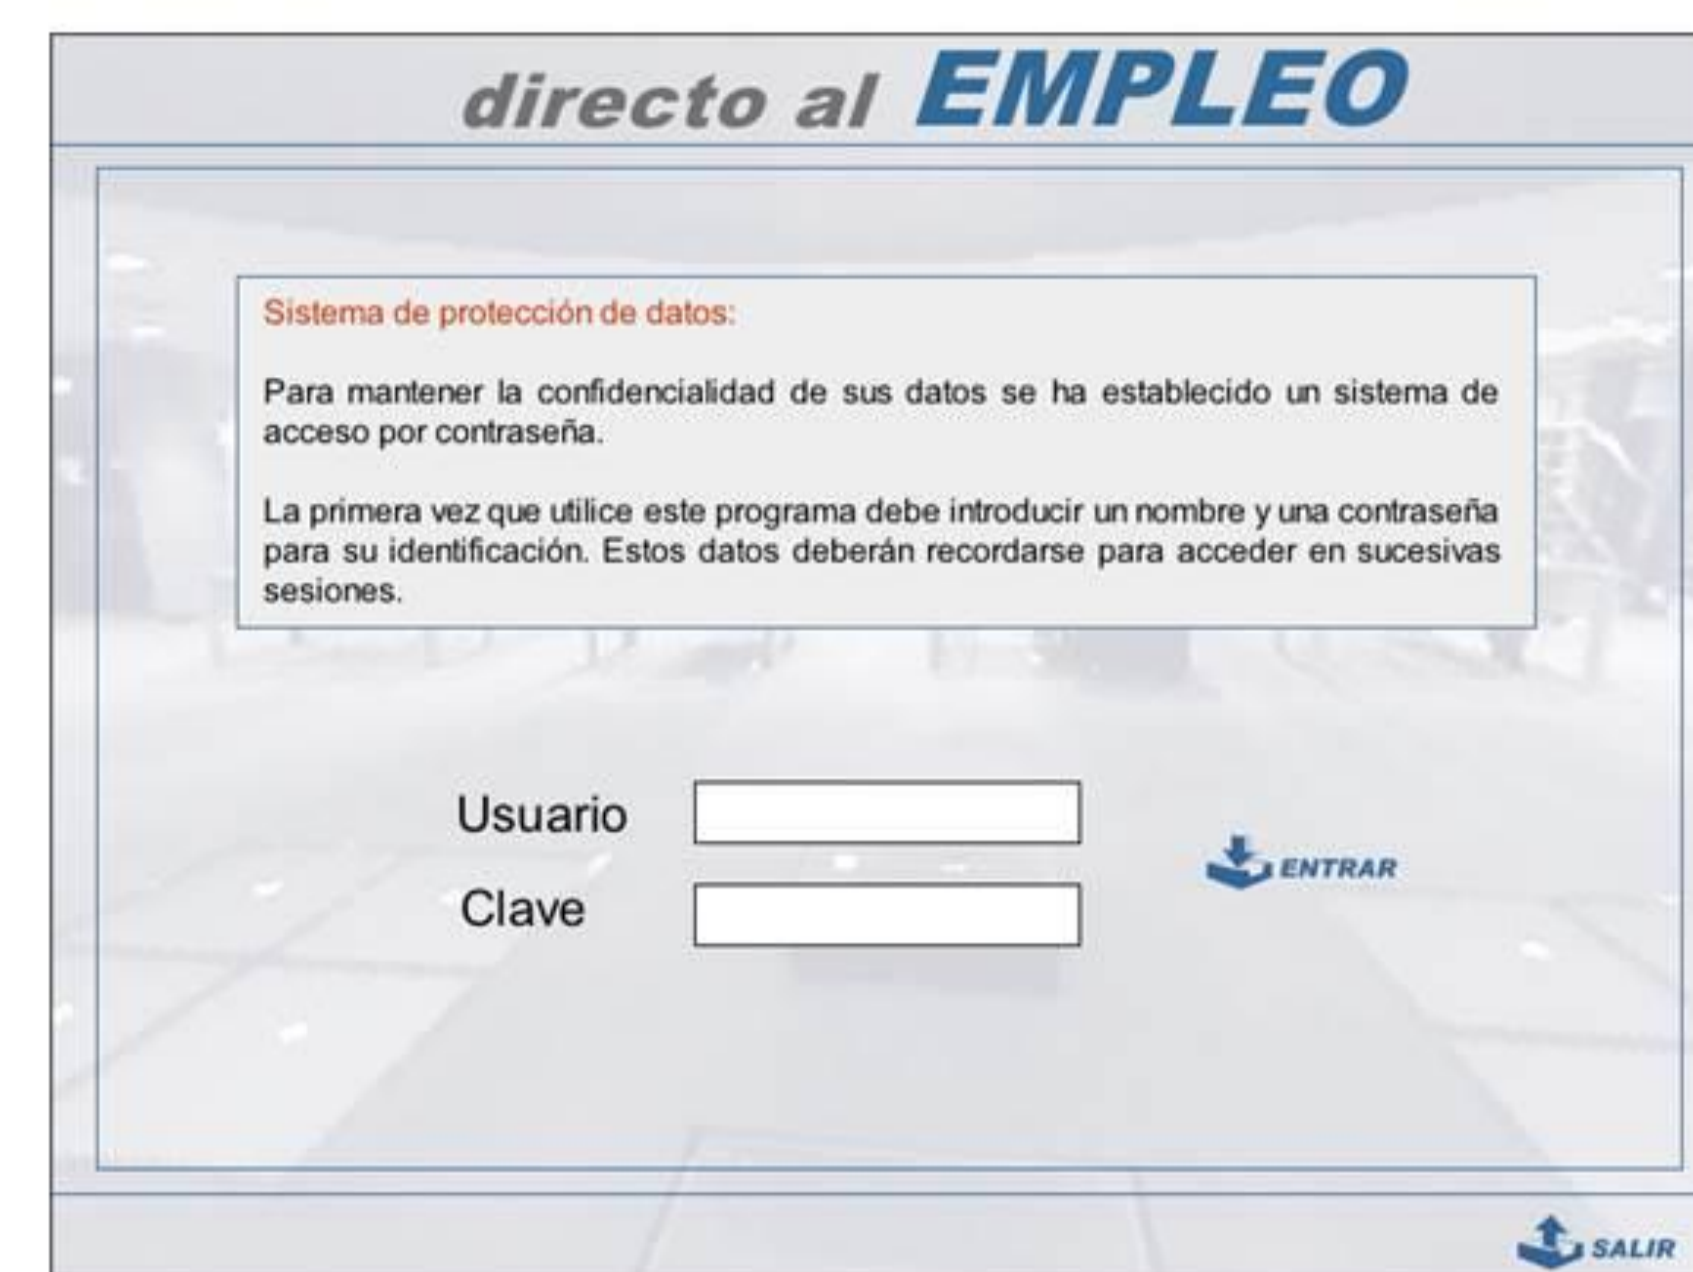 directo al EMPLEO
Sistema de protección de datos:
Para mantener la confidencialidad de sus datos se ha establecido un sistema de
acceso por contraseña.
La primera vez que utilice este programa debe introducir un nombre y una contraseña
para su identificación. Estos datos deberán recordarse para acceder en sucesivas
sesiones.
Usuario
ENTRAR
Clave
SALIR